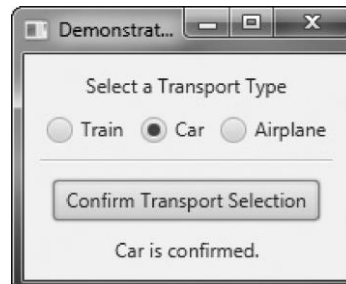 Demonstrat...
Select a Transport Type
Train Car Airplane
Confirm Transport Selection
Car is confirmed.